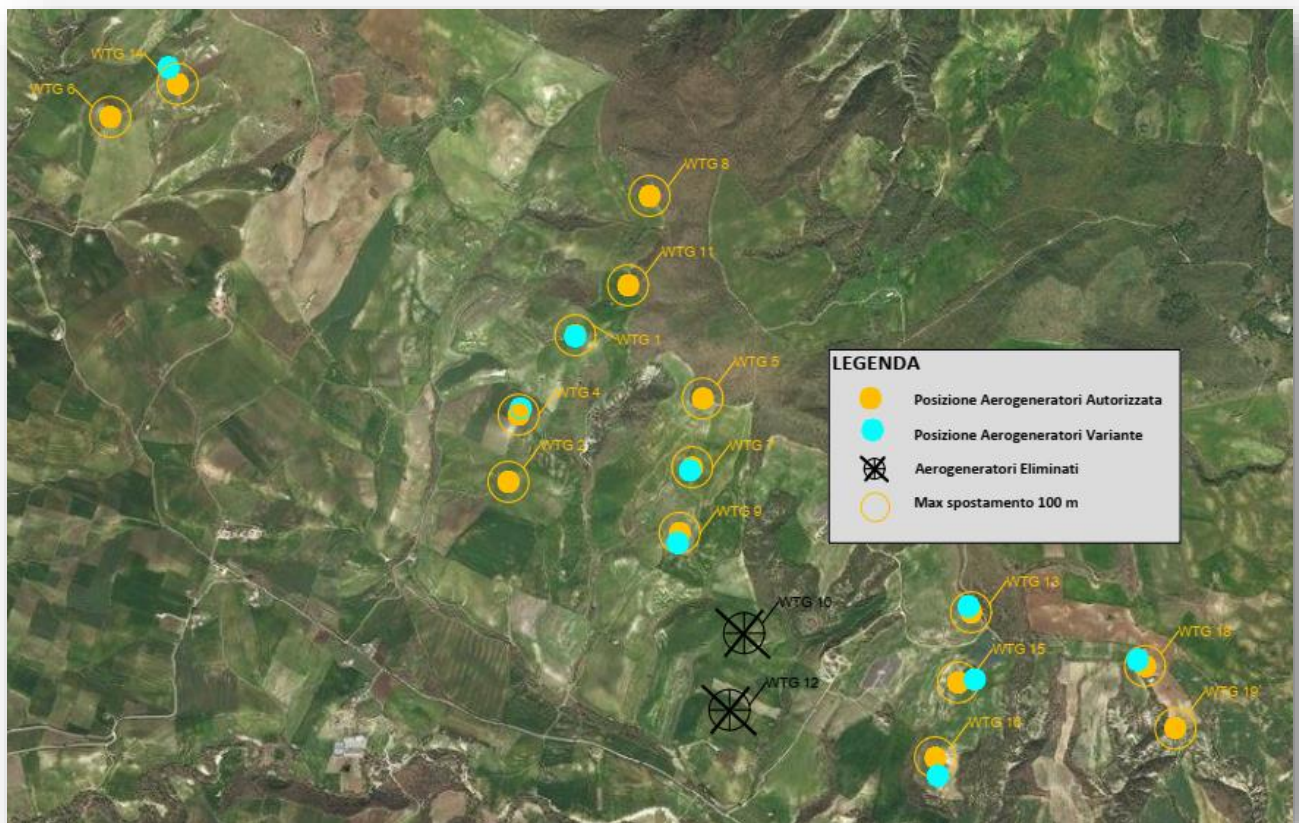 WTG 14
WTG 6
WTG 8
WTG 11
WTG 1
WTG 5
WTG 4
WTG 2
WTG 7
WTG 9
LEGENDA
Posizione Aerogeneratori Autorizzata
Posizione Aerogeneratori Variante
Aerogeneratori Eliminati
Max spostamento 100 m
WTG 10
WTG 13
WTG 12
WTG 15
WTG 18
WTG 19
WTG 16